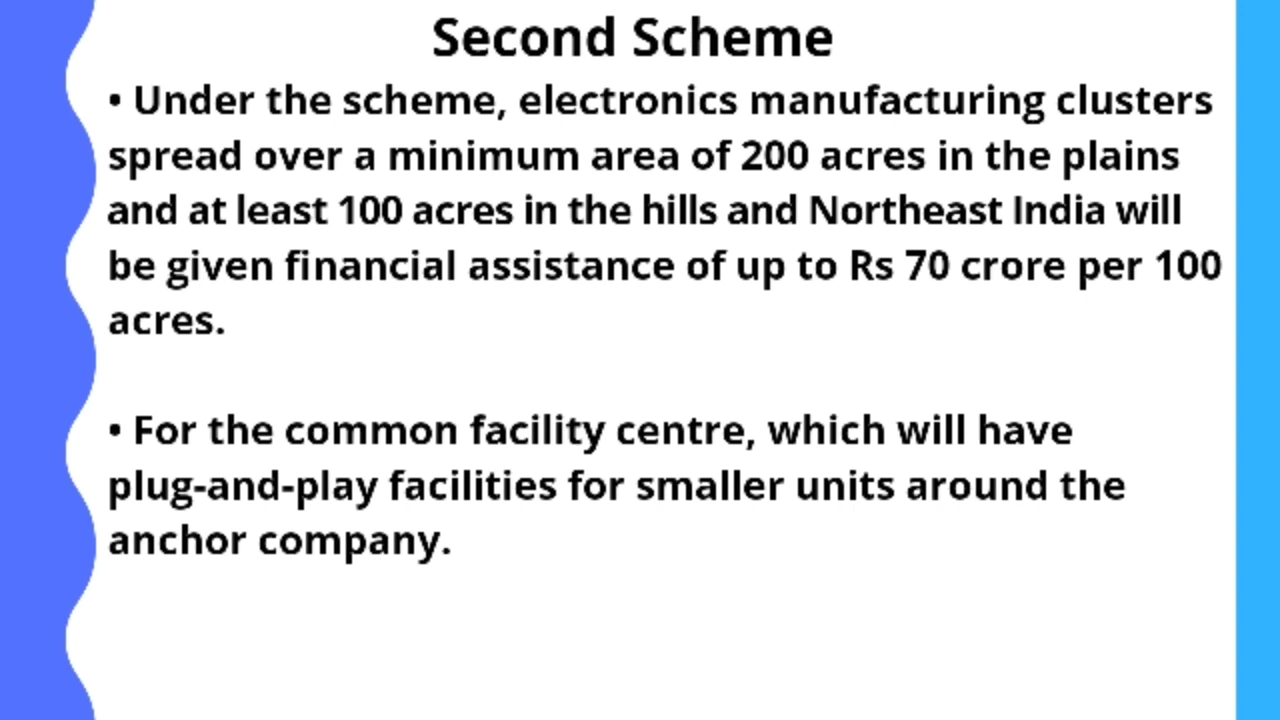 Second Scheme
• Under the scheme, electronics manufacturing clusters
spread over a minimum area of 200 acres in the plains
and at least 100 acres in the hills and Northeast India will
be given financial assistance of up to Rs 70 crore per 100
acres.
• For the common facility centre, which will have
plug-and-play facilities for smaller units around the
anchor company.